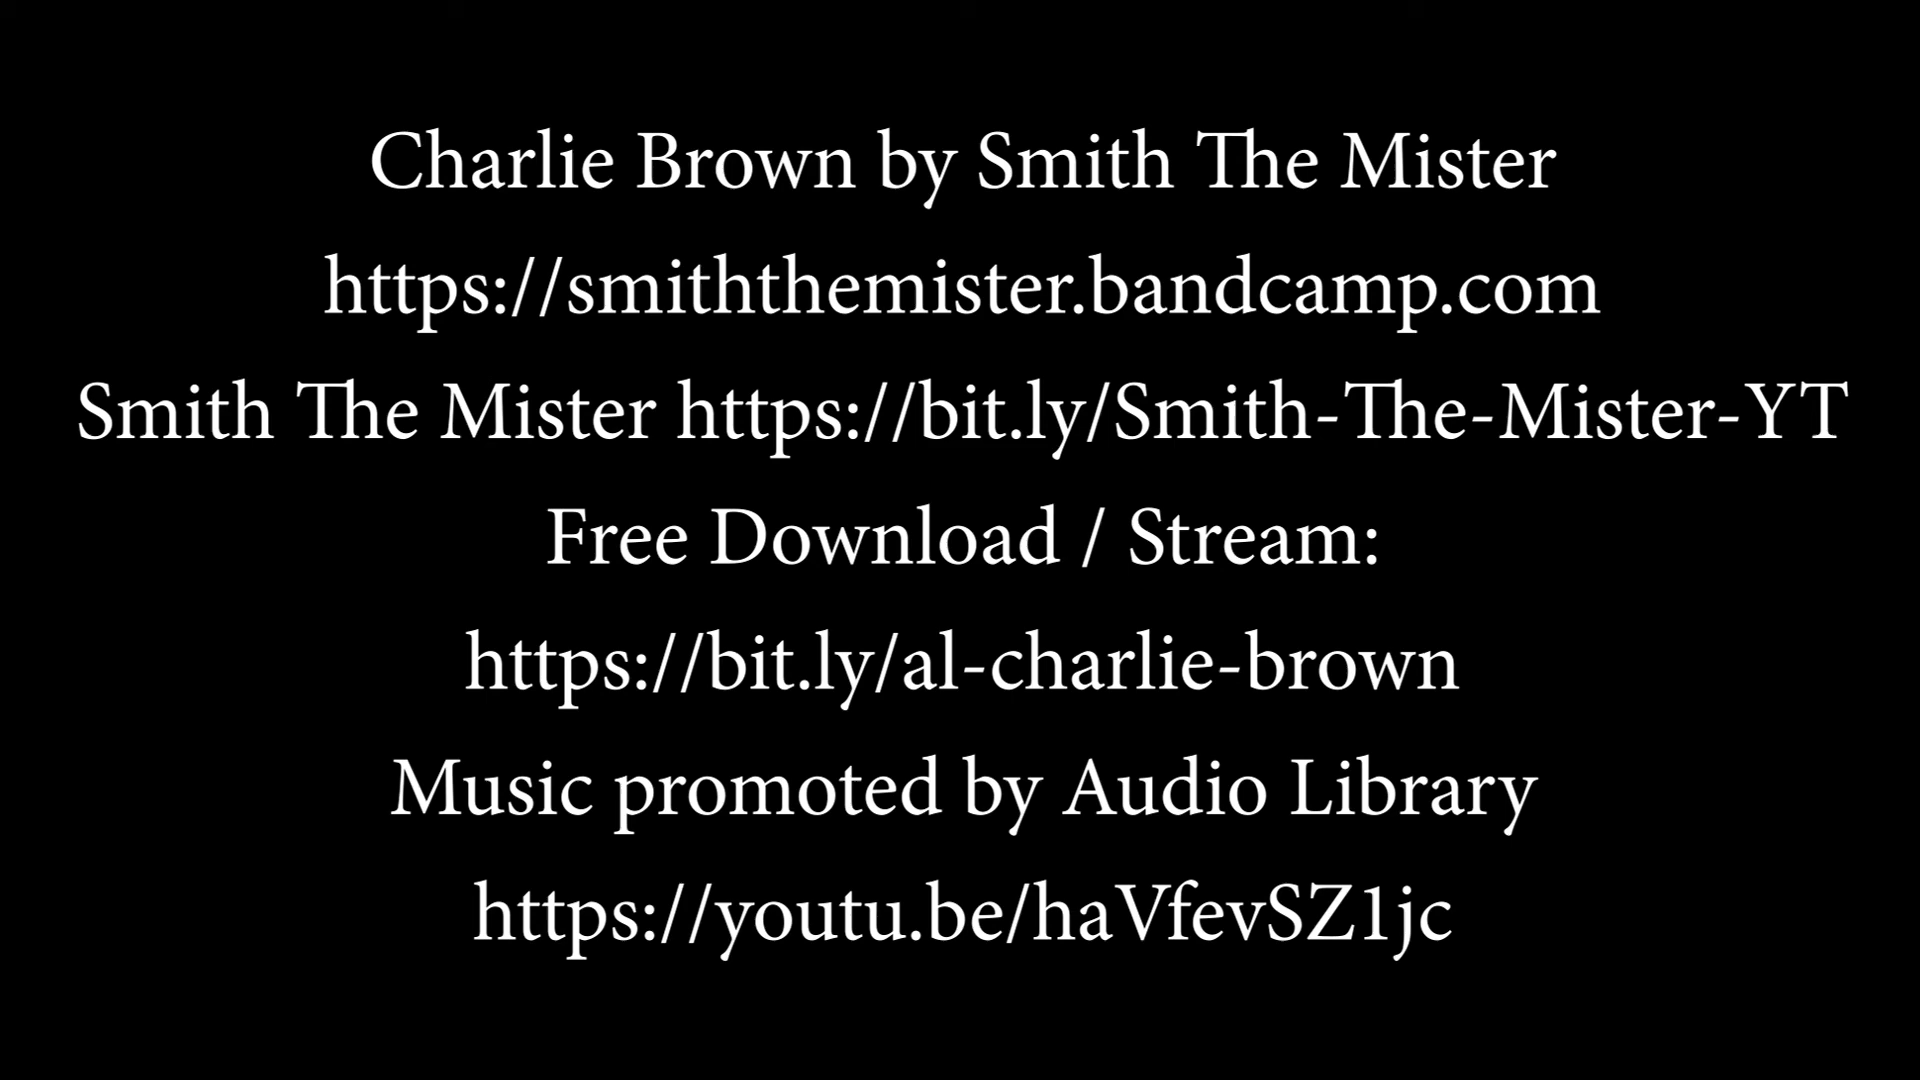 Charlie Brown by Smith The Mister
https://smiththemister.bandcamp.com
Smith The Mister https://bit.ly/Smith-The-Mister-YT
Free Download / Stream:
https://bit.ly/al-charlie-brown
Music promoted by Audio Library
https://youtu.be/haVfevSZ1jc